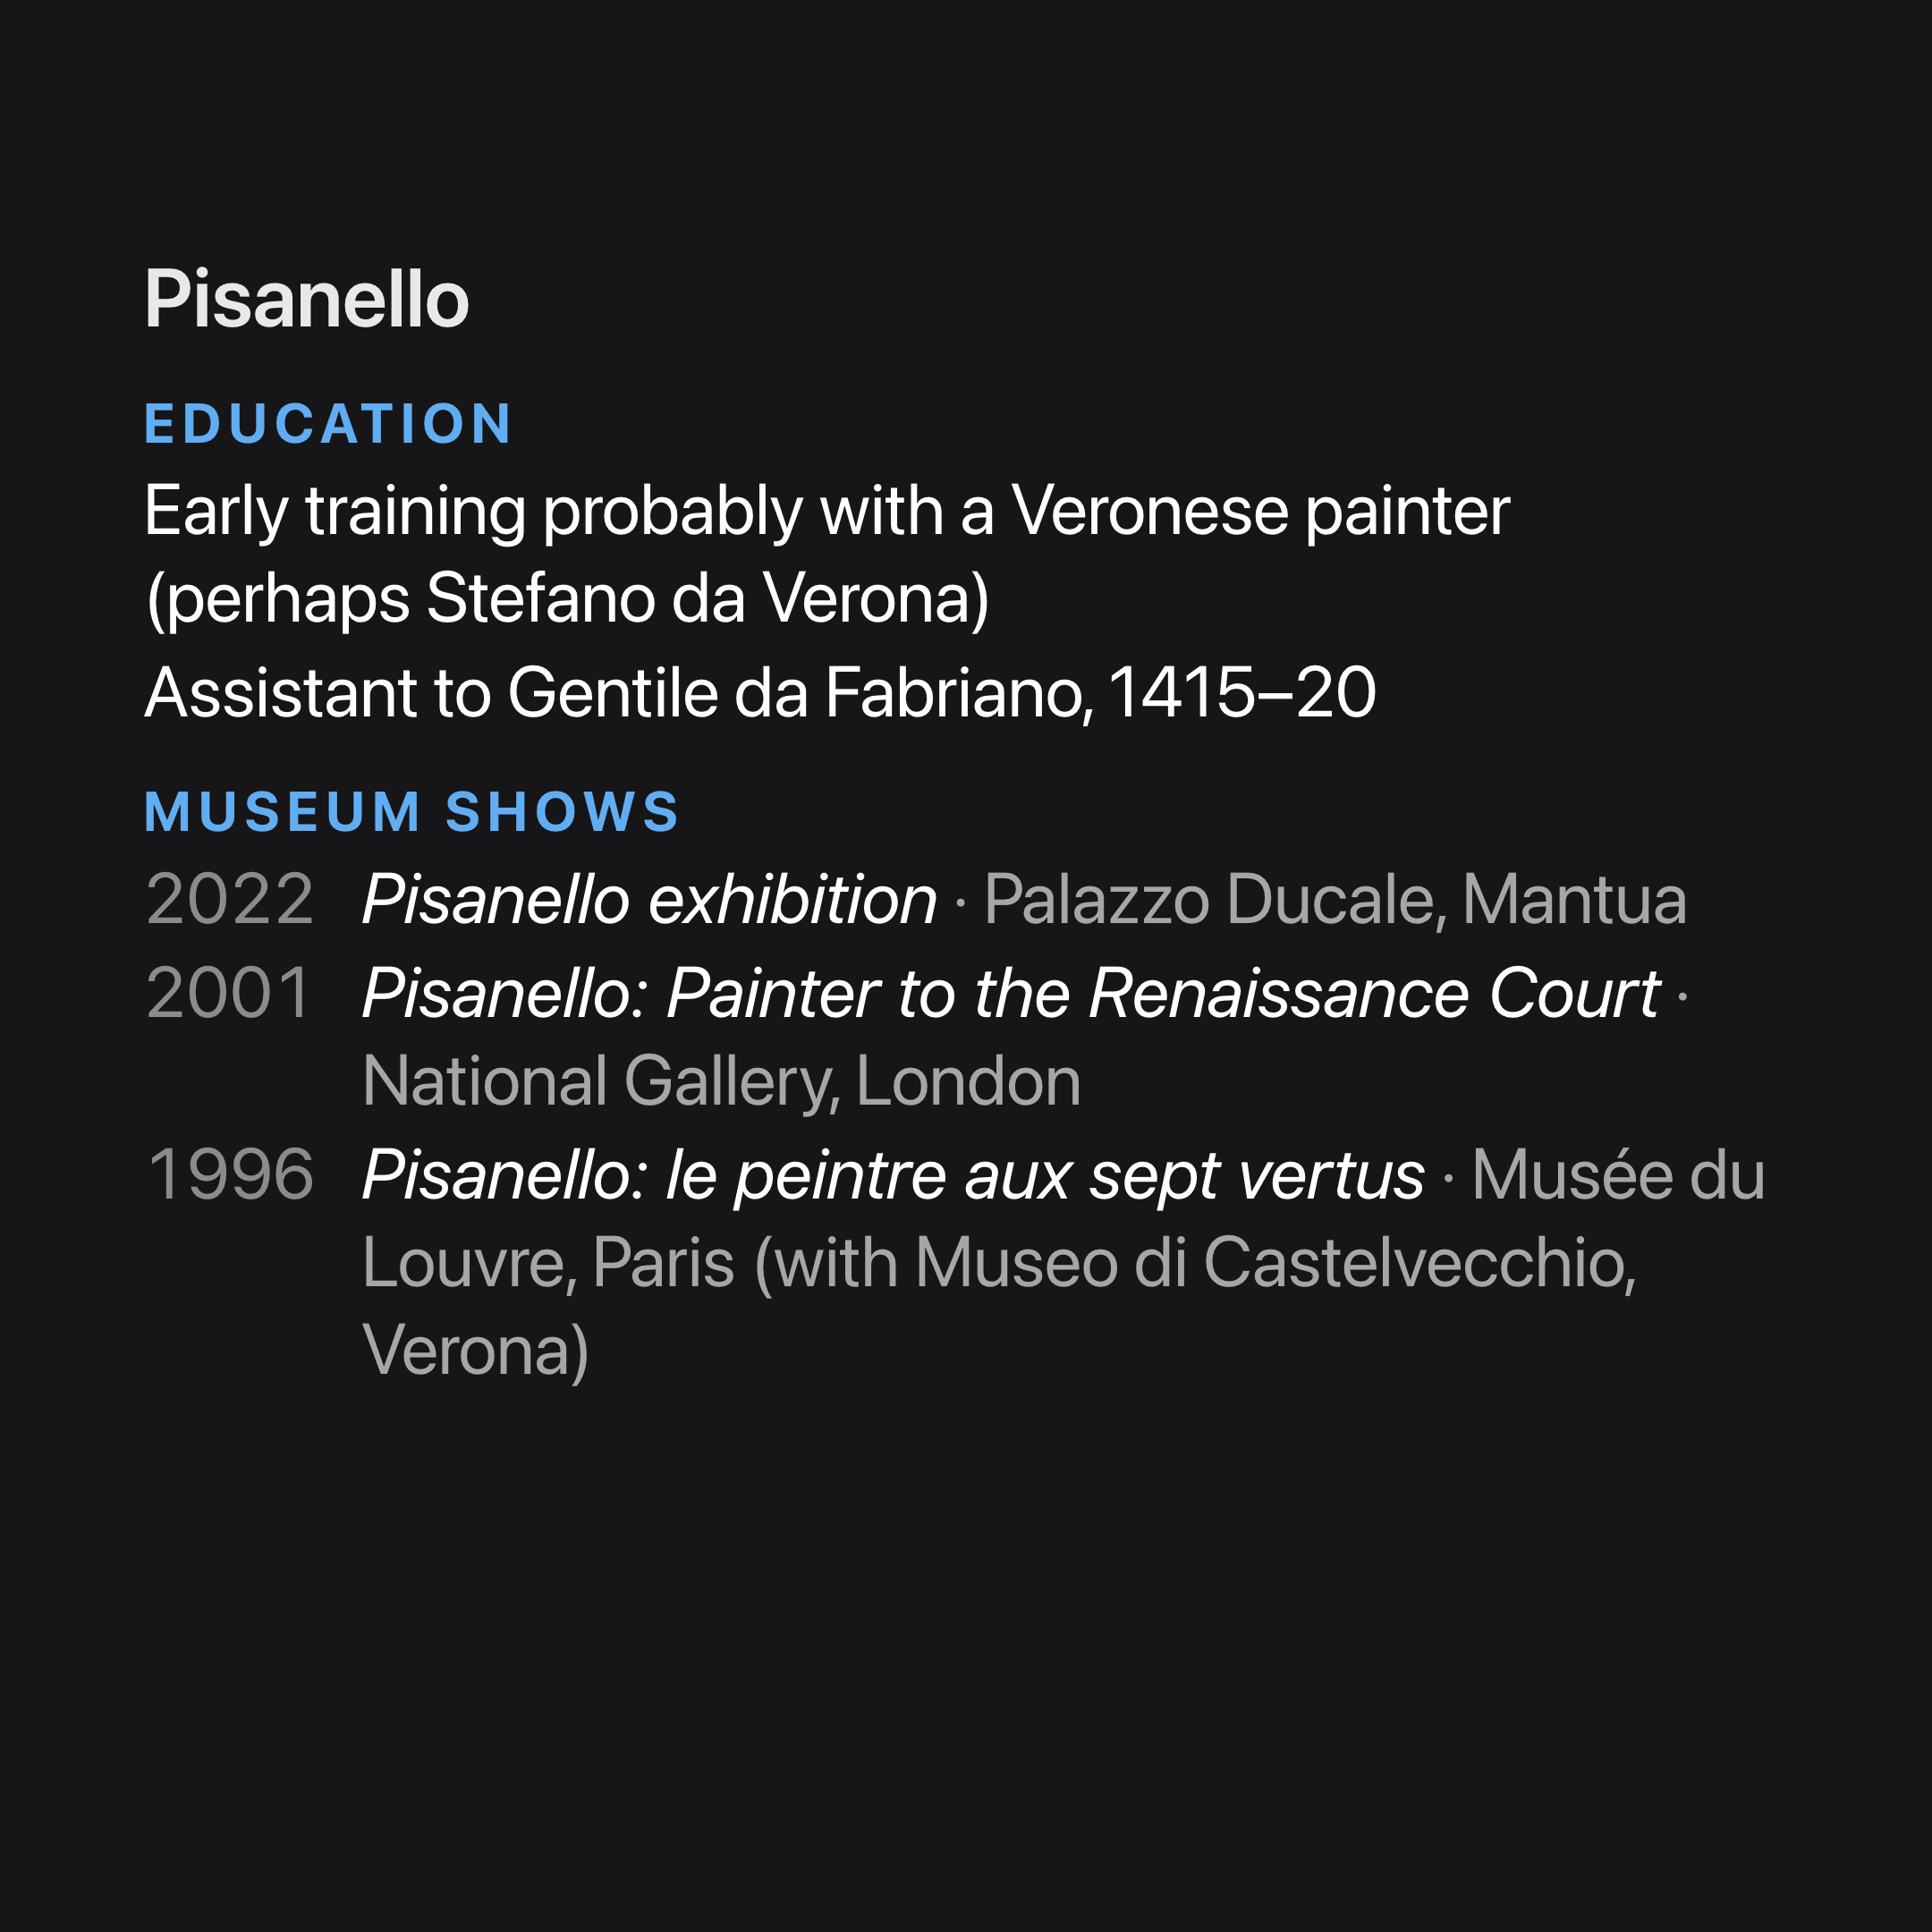 Pisanello
EDUCATION
Early training probably with a Veronese painter
(perhaps Stefano da Verona)
Assistant to Gentile da Fabriano, 1415–20
MUSEUM SHOWS
2022 Pisanello exhibition · Palazzo Ducale, Mantua
2001 Pisanello: Painter to the Renaissance Court ·
National Gallery, London
1996 Pisanello: le peintre aux sept vertus · Musée du
Louvre, Paris (with Museo di Castelvecchio,
Verona)